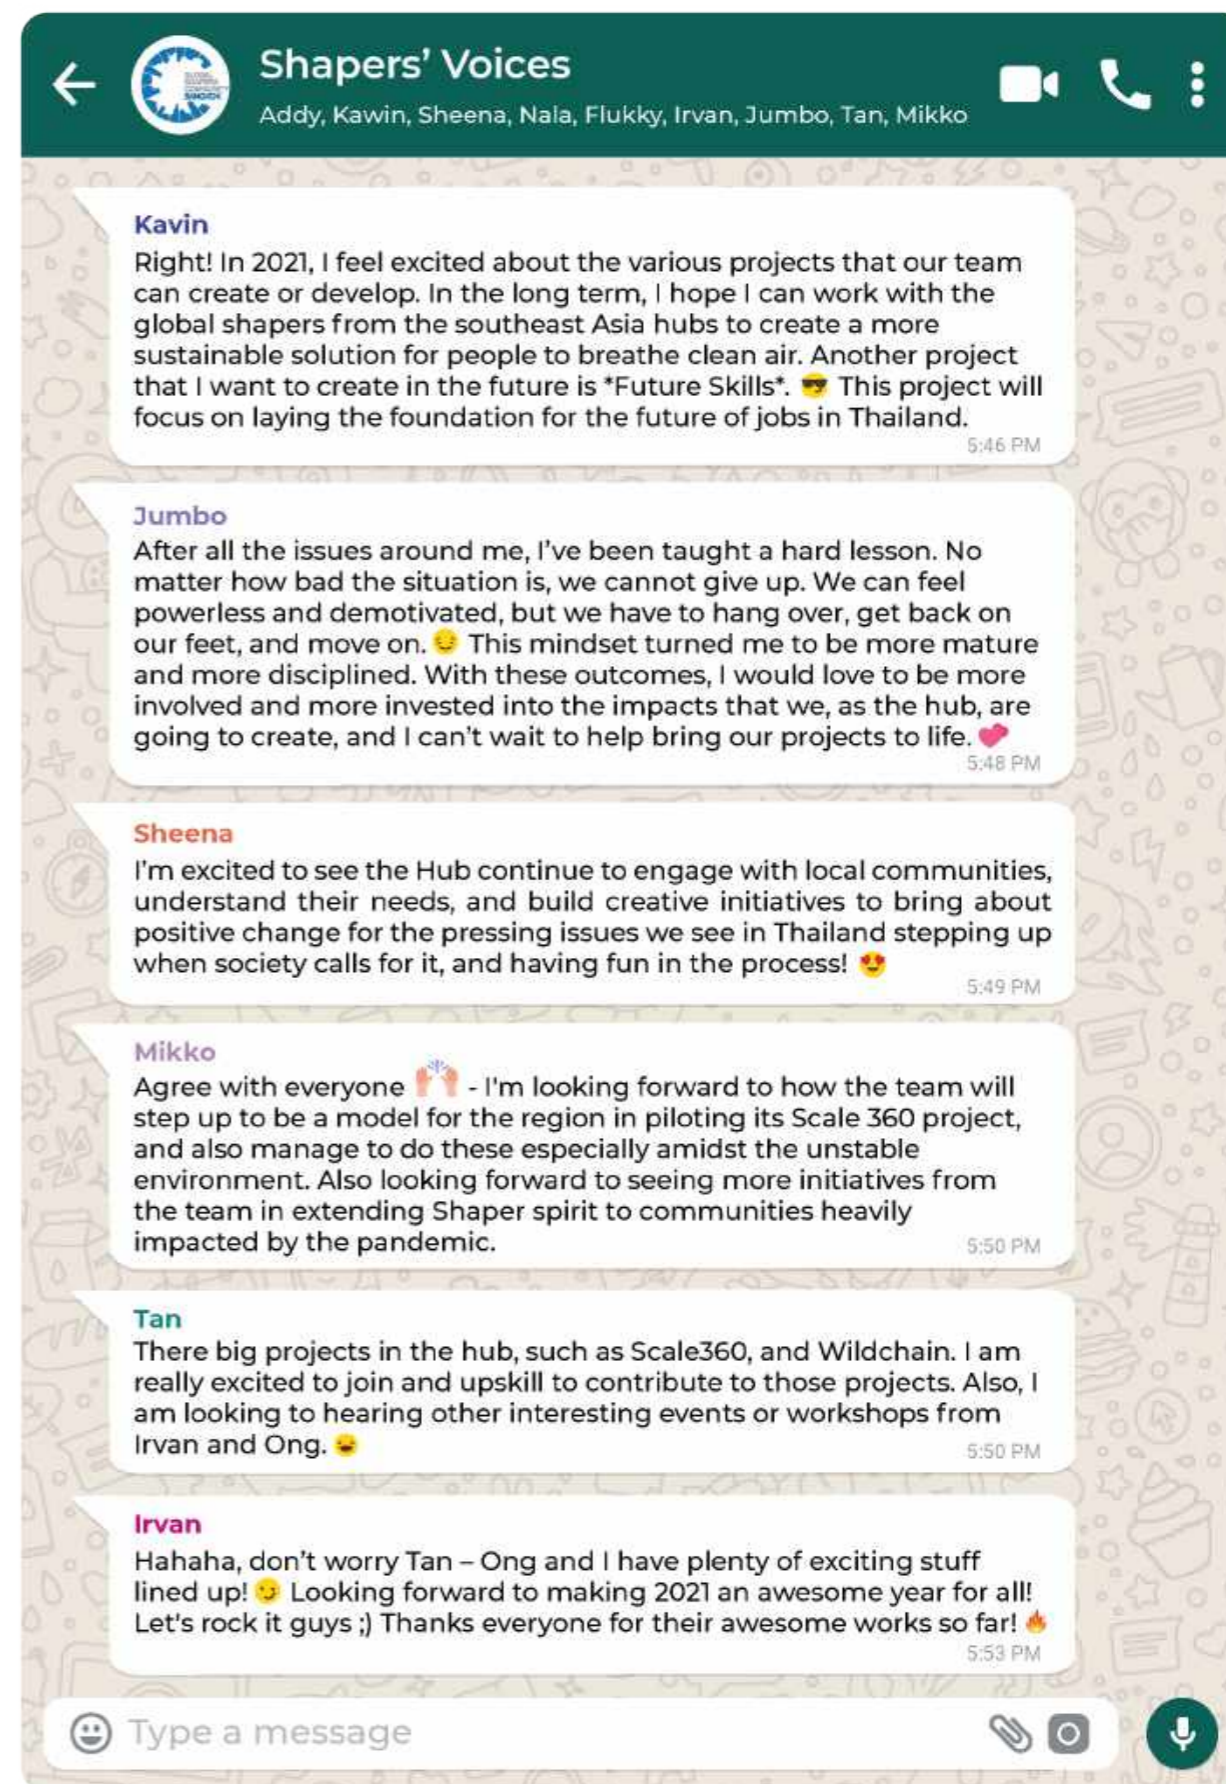 Shapers’ Voices
Addy, Kawin, Sheena, Nala, Flukky, Irvan, Jumbo, Tan, Mikko
Kavin
Right! In 2021, I feel excited about the various projects that our team
can create or develop. In the long term, I hope I can work with the
global shapers from the southeast Asia hubs to create a more
sustainable solution for people to breathe clean air. Another project
that I want to create in the future is *Future Skills*. 😎 This project will
focus on laying the foundation for the future of jobs in Thailand.
5:46 PM
Jumbo
After all the issues around me, I’ve been taught a hard lesson. No
matter how bad the situation is, we cannot give up. We can feel
powerless and demotivated, but we have to hang over, get back on
our feet, and move on. 😏 This mindset turned me to be more mature
and more disciplined. With these outcomes, I would love to be more
involved and more invested into the impacts that we, as the hub, are
going to create, and I can’t wait to help bring our projects to life. 💕
5:48 PM
Sheena
I’m excited to see the Hub continue to engage with local communities,
understand their needs, and build creative initiatives to bring about
positive change for the pressing issues we see in Thailand stepping up
when society calls for it, and having fun in the process! 😍
5:49 PM
Mikko
Agree with everyone 🙌 - I'm looking forward to how the team will
step up to be a model for the region in piloting its Scale 360 project,
and also manage to do these especially amidst the unstable
environment. Also looking forward to seeing more initiatives from
the team in extending Shaper spirit to communities heavily
impacted by the pandemic.
5:50 PM
Tan
There big projects in the hub, such as Scale360, and Wildchain. I am
really excited to join and upskill to contribute to those projects. Also, I
am looking to hearing other interesting events or workshops from
Irvan and Ong. 😄
5:50 PM
Irvan
Hahaha, don’t worry Tan – Ong and I have plenty of exciting stuff
lined up! 😏 Looking forward to making 2021 an awesome year for all!
Let's rock it guys ;) Thanks everyone for their awesome works so far! 🔥
5:53 PM
Type a message